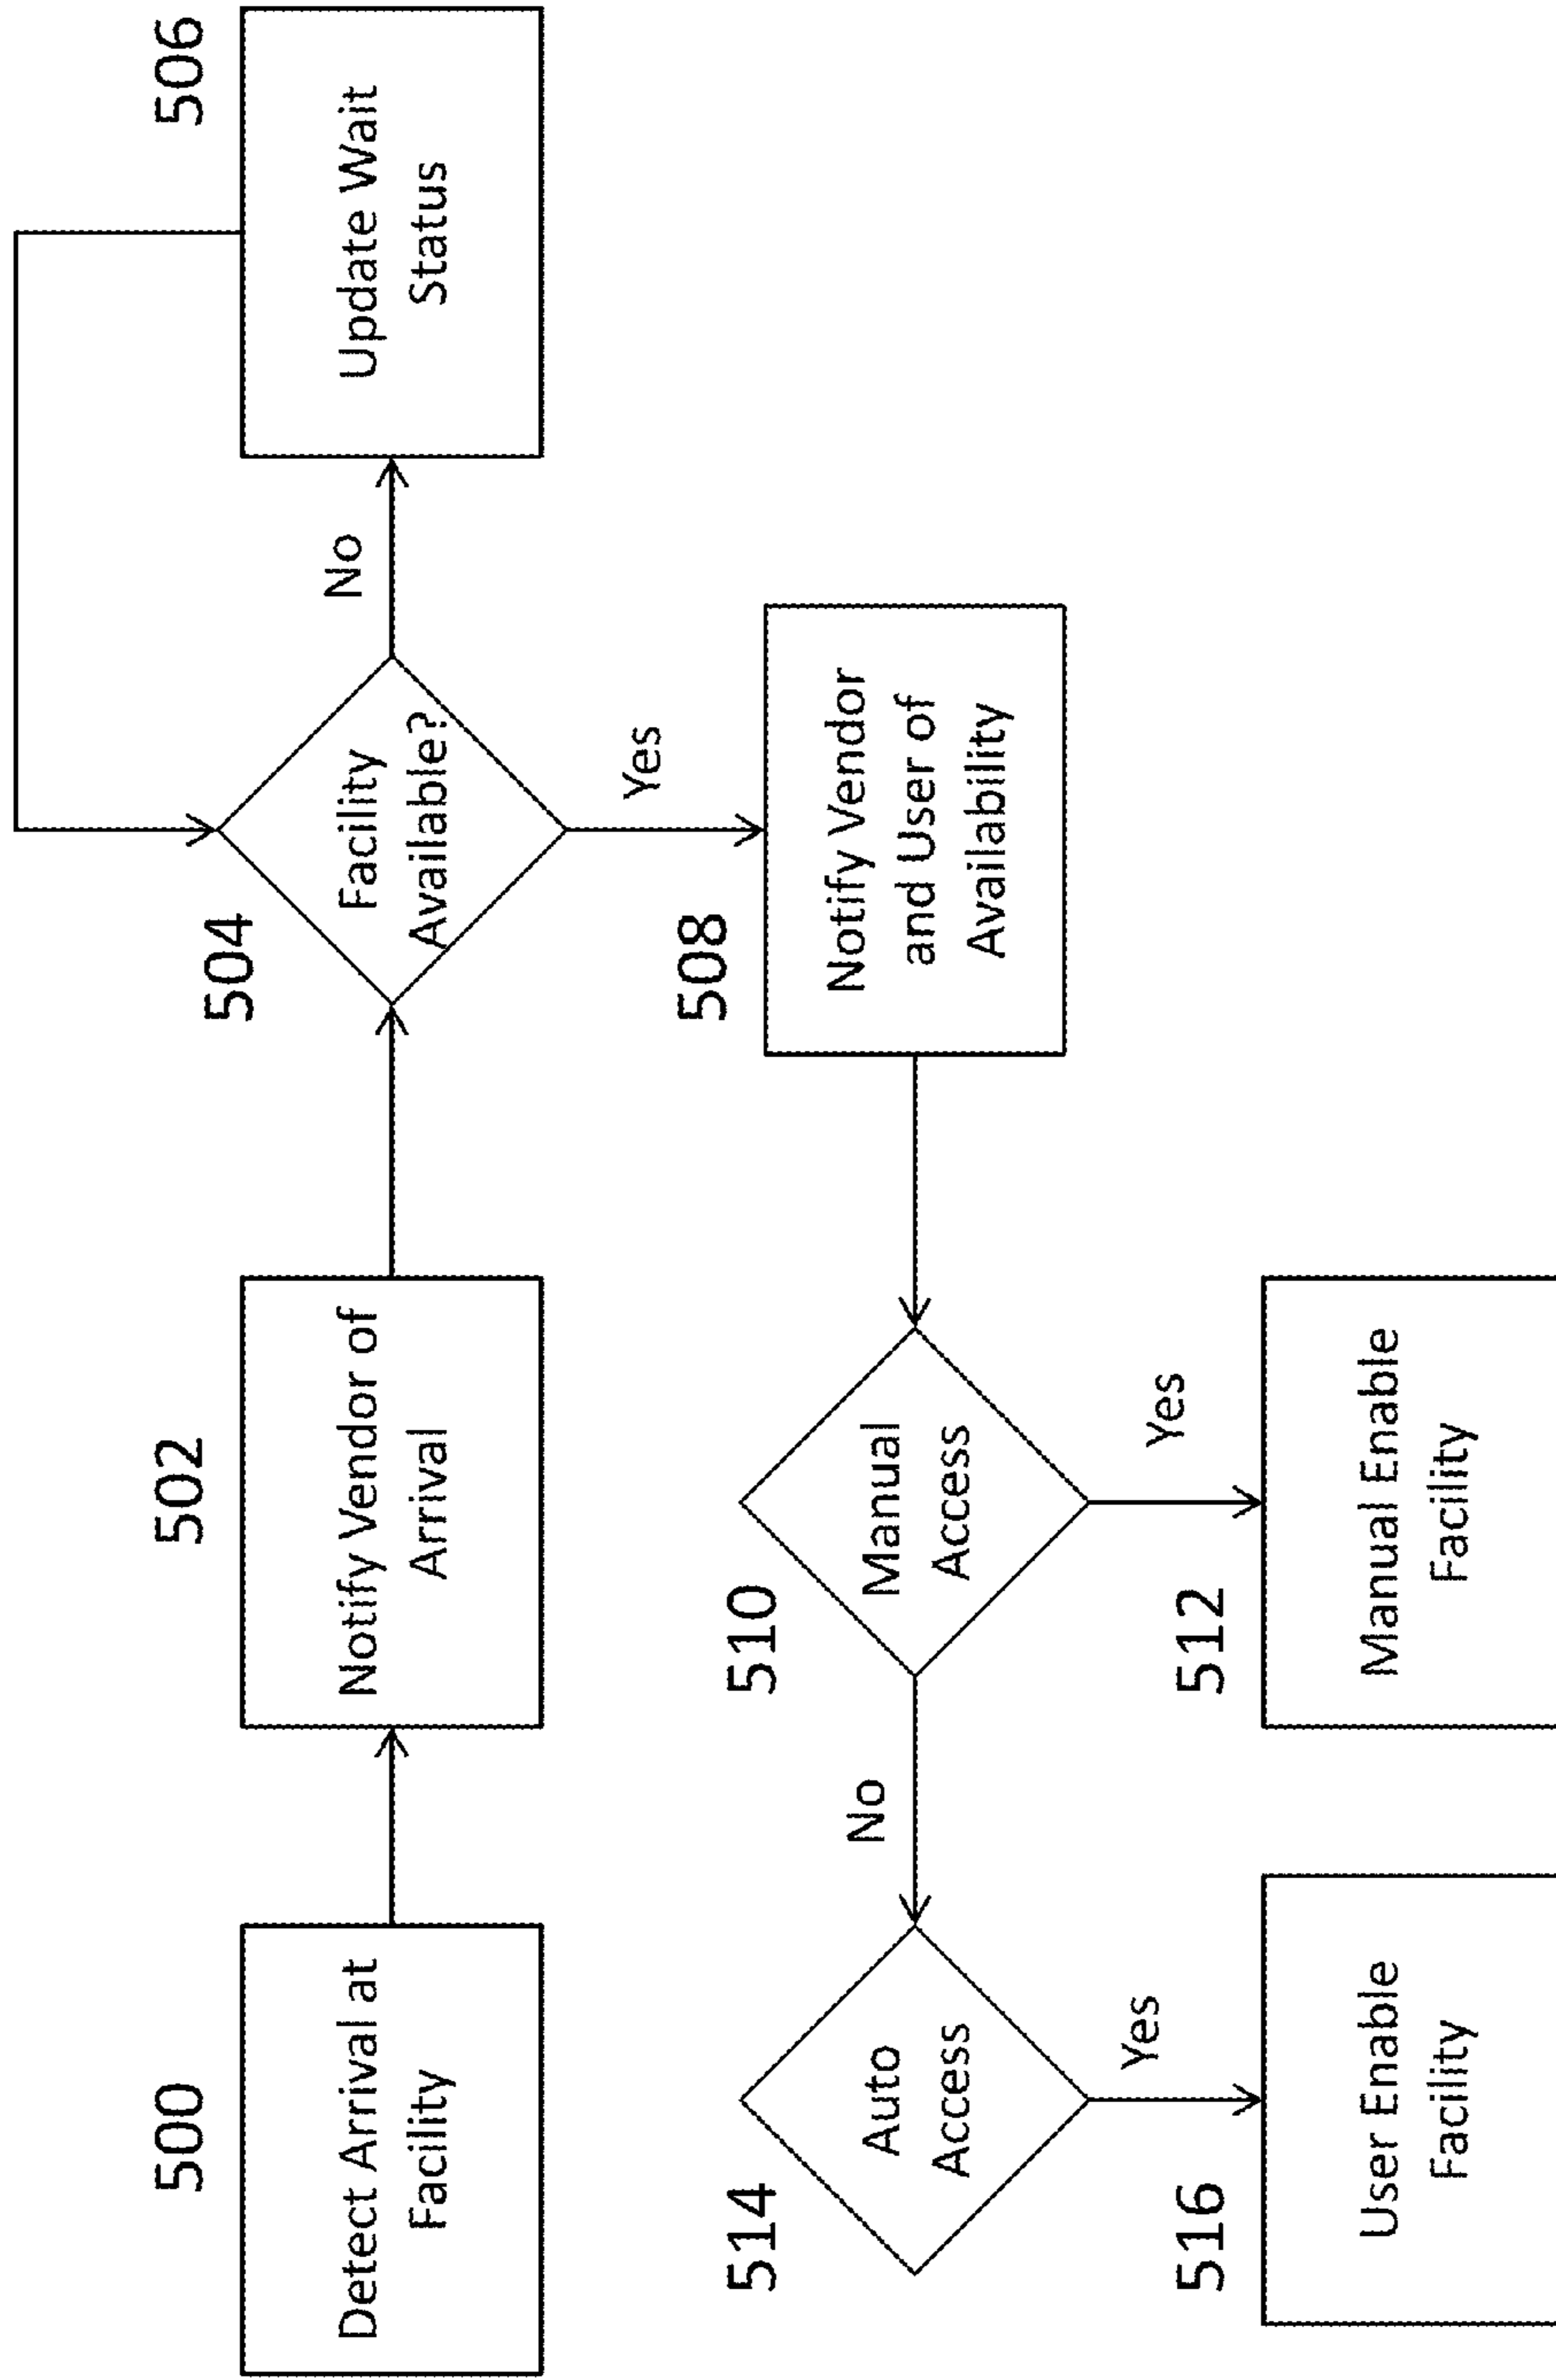 500
Detect Arrival at
Facility
502
Notify Vendor of
Arrival
504
Facility
Available?
No
506
Update Wait
Status
Yes
508
Notify Vendor
and User of
Availability
510
Manual
Access
Yes
512
Manual Enable
Facility
No
514
Auto
Access
Yes
516
User Enable
Facility